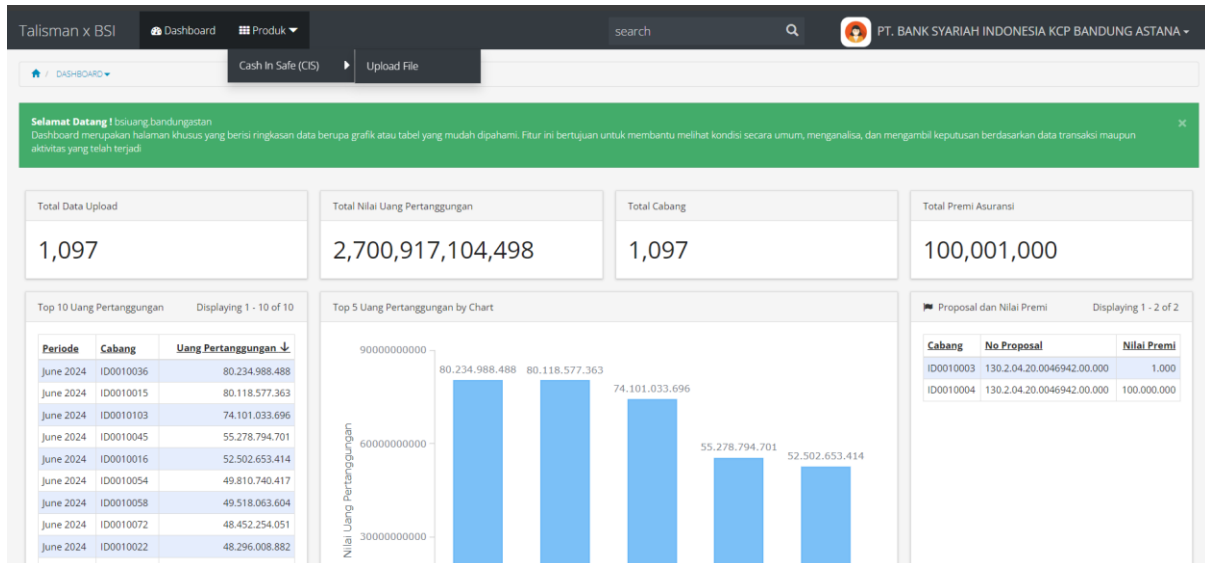 Talisman x BSI
Dashboard
Produk
search
PT. BANK SYARIAH INDONESIA KCP BANDUNG ASTANA
Cash In Safe (CIS)
Upload File
/ DASHBOARD
Selamat Datang ! bsiuang.bandungastan
Dashboard merupakan halaman khusus yang berisi ringkasan data berupa grafik atau tabel yang mudah dipahami. Fitur ini bertujuan untuk membantu melihat kondisi secara umum, menganalisa, dan mengambil keputusan berdasarkan data transaksi maupun
aktivitas yang telah terjadi
Total Data Upload
1,097
Total Nilai Uang Pertanggungan
2,700,917,104,498
Total Cabang
1,097
Total Premi Asuransi
100,001,000
Top 10 Uang Pertanggungan Displaying 1 - 10 of 10
Periode Cabang Uang Pertanggungan
June 2024 ID0010036 80.234.988.488
June 2024 ID0010015 80.118.577.363
June 2024 ID0010103 74.101.033.696
June 2024 ID0010045 55.278.794.701
June 2024 ID0010016 52.502.653.414
June 2024 ID0010054 49.810.740.417
June 2024 ID0010058 49.518.063.604
June 2024 ID0010072 48.452.254.051
June 2024 ID0010022 48.296.008.882
Top 5 Uang Pertanggungan by Chart
Nilai Uang Pertanggungan
90000000000
60000000000
30000000000
80.234.988.488
80.118.577.363
74.101.033.696
55.278.794.701
52.502.653.414
Proposal dan Nilai Premi Displaying 1 - 2 of 2
Cabang No Proposal Nilai Premi
ID0010003 130.2.04.20.0046942.00.000 1.000
ID0010004 130.2.04.20.0046942.00.000 100.000.000